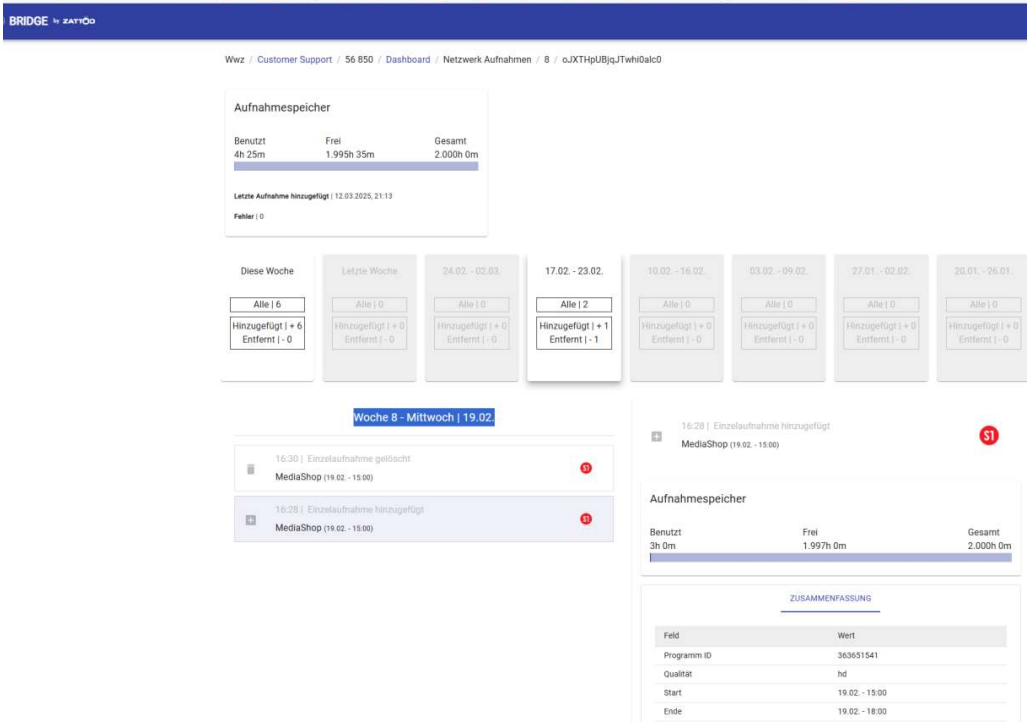 BRIDGE by ZATTOO
Wwz / Customer Support / 56 850 / Dashboard / Netzwerk Aufnahmen / 8 / oJXTHpUBjqJTwhi0alc0
Aufnahmespeicher
Benutzt Frei Gesamt
4h 25m 1.995h 35m 2.000h 0m
Letzte Aufnahme hinzugefügt | 12.03.2025, 21:13
Fehler | 0
Diese Woche Letzte Woche 24.02. - 02.03. 17.02. - 23.02. 10.02. - 16.02. 03.02. - 09.02. 27.01. - 02.02. 20.01. - 26.01.
Alle | 6 Alle | 0 Alle | 0 Alle | 2 Alle | 0 Alle | 0 Alle | 0 Alle | 0
Hinzugefügt | + 6 Hinzugefügt | + 0 Hinzugefügt | + 0 Hinzugefügt | + 1 Hinzugefügt | + 0 Hinzugefügt | + 0 Hinzugefügt | + 0 Hinzugefügt | + 0
Entfernt | - 0 Entfernt | - 0 Entfernt | - 0 Entfernt | - 1 Entfernt | - 0 Entfernt | - 0 Entfernt | - 0 Entfernt | - 0
Woche 8 - Mittwoch | 19.02.
16:30 | Einzelaufnahme gelöscht
MediaShop (19.02. - 15:00)
S1
16:28 | Einzelaufnahme hinzugefügt
MediaShop (19.02. - 15:00)
S1
16:28 | Einzelaufnahme hinzugefügt
MediaShop (19.02. - 15:00)
S1
Aufnahmespeicher
Benutzt Frei Gesamt
3h 0m 1.997h 0m 2.000h 0m
ZUSAMMENFASSUNG
Feld Wert
Programm ID 363651541
Qualität hd
Start 19.02. - 15:00
Ende 19.02. - 18:00